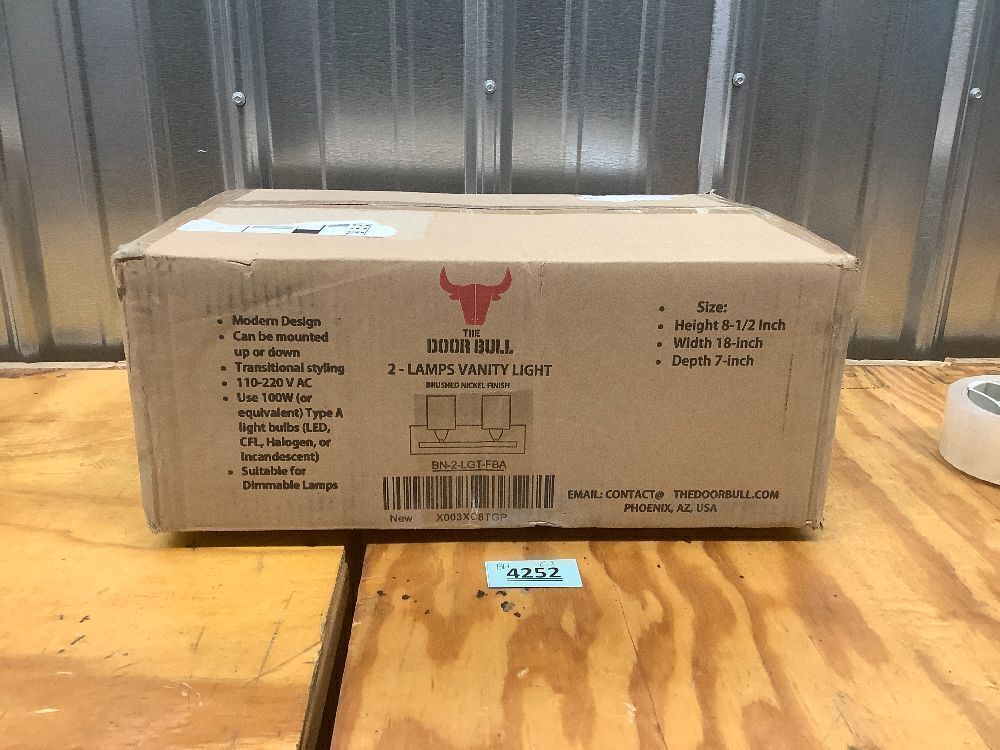 • Modern Design
• Can be mounted
up or down
• Transitional styling
• 110-220 V AC
• Use 100W (or
equivalent) Type A
light bulbs (LED,
CFL, Halogen, or
Incandescent)
• Suitable for
Dimmable Lamps
THE
DOOR BULL
2 - LAMPS VANITY LIGHT
BRUSHED NICKEL FINISH
BN-2-LGT-FBA
New X003XC8TGP
• Size:
• Height 8-1/2 Inch
• Width 18-inch
• Depth 7-inch
EMAIL: CONTACT@ THEDOORBULL.COM
PHOENIX, AZ, USA
4252